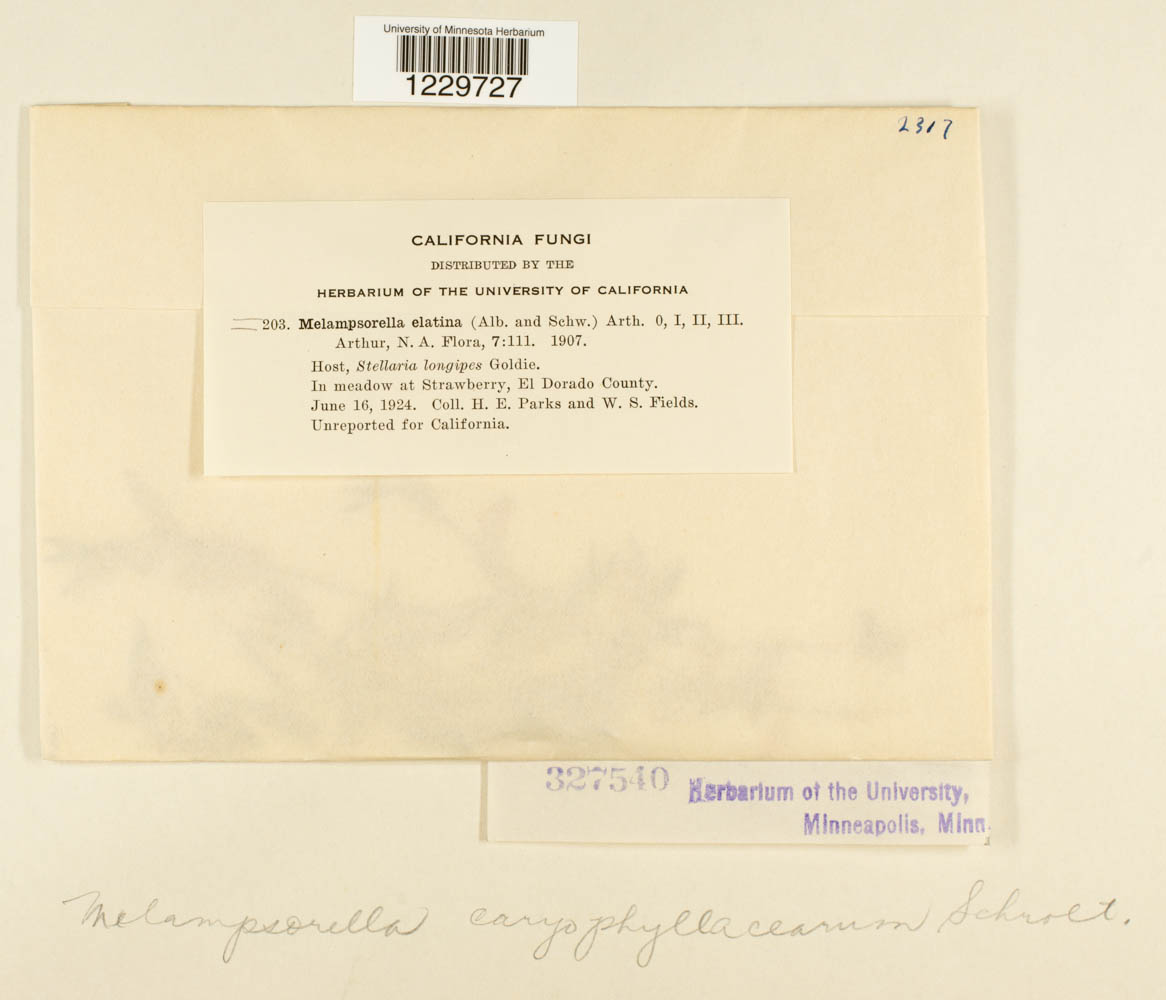 University of Minnesota Herbarium
1229727
2317
CALIFORNIA FUNGI
DISTRIBUTED BY THE
HERBARIUM OF THE UNIVERSITY OF CALIFORNIA
203. Melampsorella elatina (Alb. and Schw.) Arth. 0, I, II, III.
Arthur, N. A. Flora, 7:111. 1907.
Host, Stellaria longipes Goldie.
In meadow at Strawberry, El Dorado County.
June 16, 1924. Coll. H. E. Parks and W. S. Fields.
Unreported for California.
327540
Herbarium of the University,
Minneapolis, Minn.
Melampsorella caryophyllacearum Schroet.